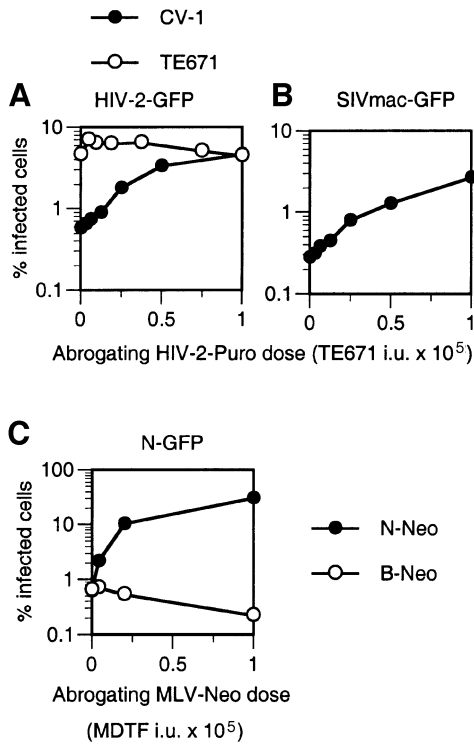 CV-1
TE671
A
HIV-2-GFP
B
SIVmac-GFP
10
1
0.1
% infected cells
0
0.5
1
10
1
0.1
0
0.5
1
Abrogating HIV-2-Puro dose (TE671 i.u. x 10⁵)
C
N-GFP
100
10
1
0.1
% infected cells
0
0.5
1
N-Neo
B-Neo
Abrogating MLV-Neo dose
(MDTF i.u. x 10⁵)